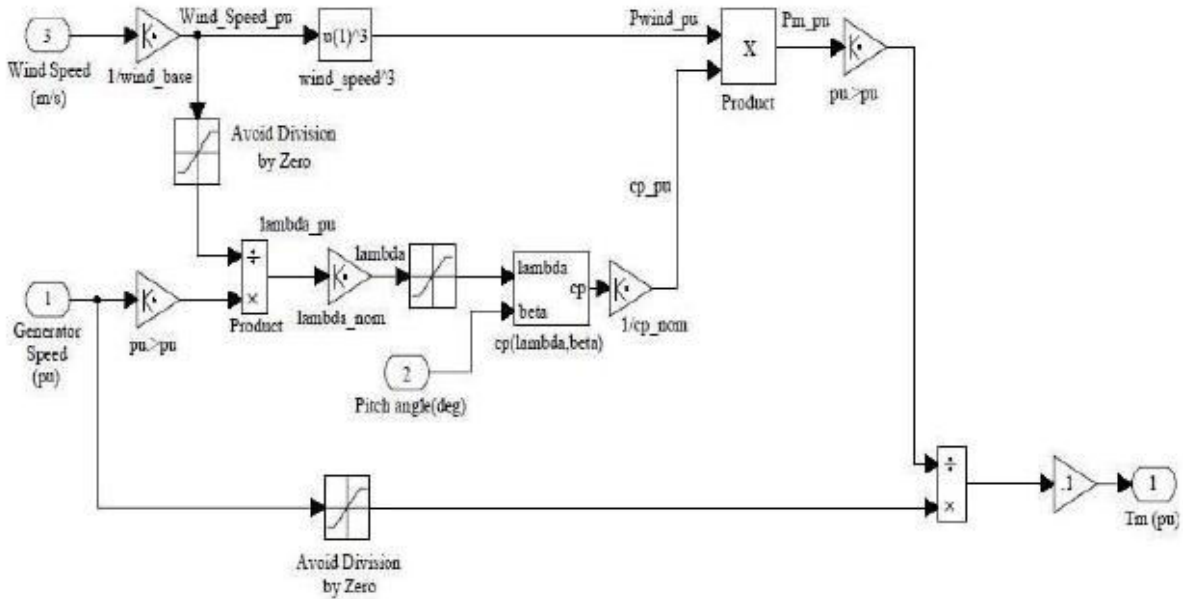 Wind_Speed_pu
Pwind_pu
Pm_pu
3
K
u(1)^3
X
K
Wind Speed
(m/s)
1/wind_base
wind_speed^3
Product
pu->pu
Avoid Division
by Zero
cp_pu
lambda_pu
lambda
÷
×
K
lambda
beta
cp
K
1
K
Generator
Speed
(pu)
pu->pu
Product
lambda_nom
cp(lambda,beta)
1/cp_nom
2
Pitch angle(deg)
÷
×
-1
1
Tm (pu)
Avoid Division
by Zero